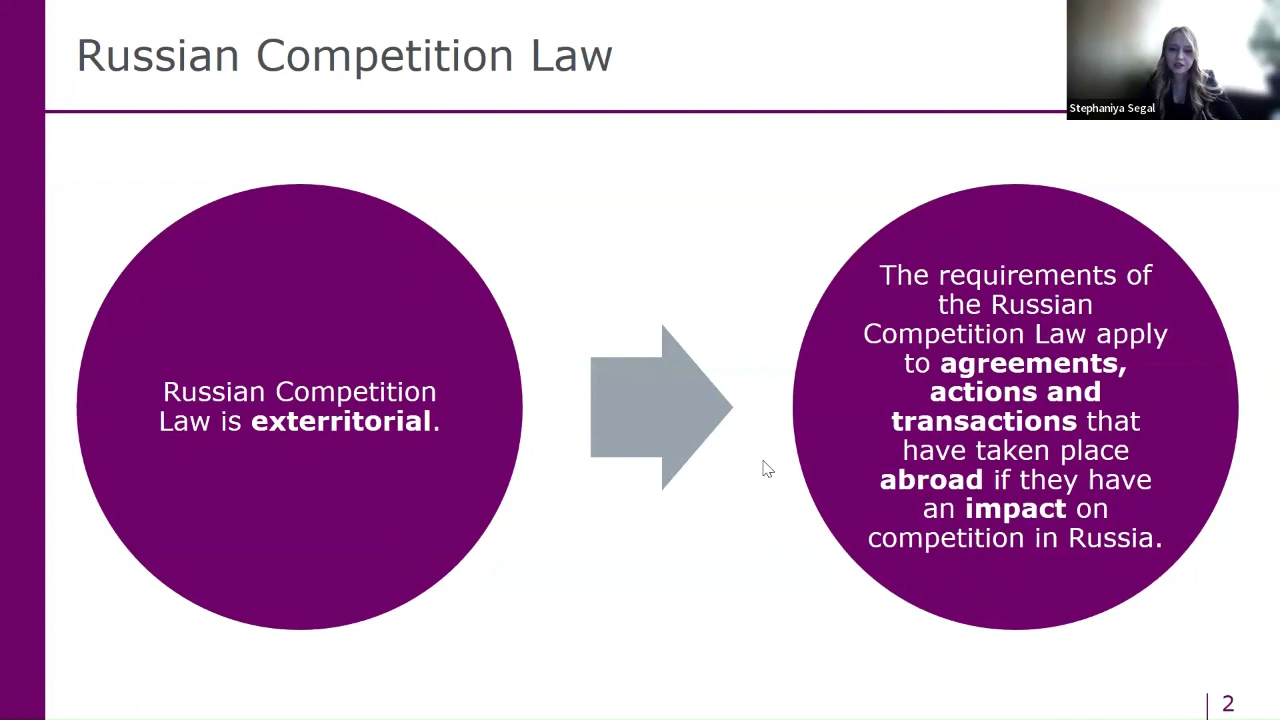 Russian Competition Law
Stephaniya Segal
Russian Competition
Law is exterritorial.
The requirements of
the Russian
Competition Law apply
to agreements,
actions and
transactions that
have taken place
abroad if they have
an impact on
competition in Russia.
2